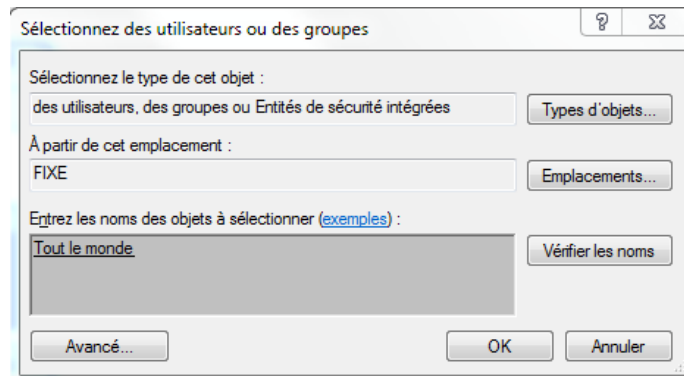 Sélectionnez des utilisateurs ou des groupes
Sélectionnez le type de cet objet :
des utilisateurs, des groupes ou Entités de sécurité intégrées
Types d'objets...
À partir de cet emplacement :
FIXE
Emplacements...
Entrez les noms des objets à sélectionner (exemples) :
Tout le monde
Vérifier les noms
Avancé...
OK
Annuler